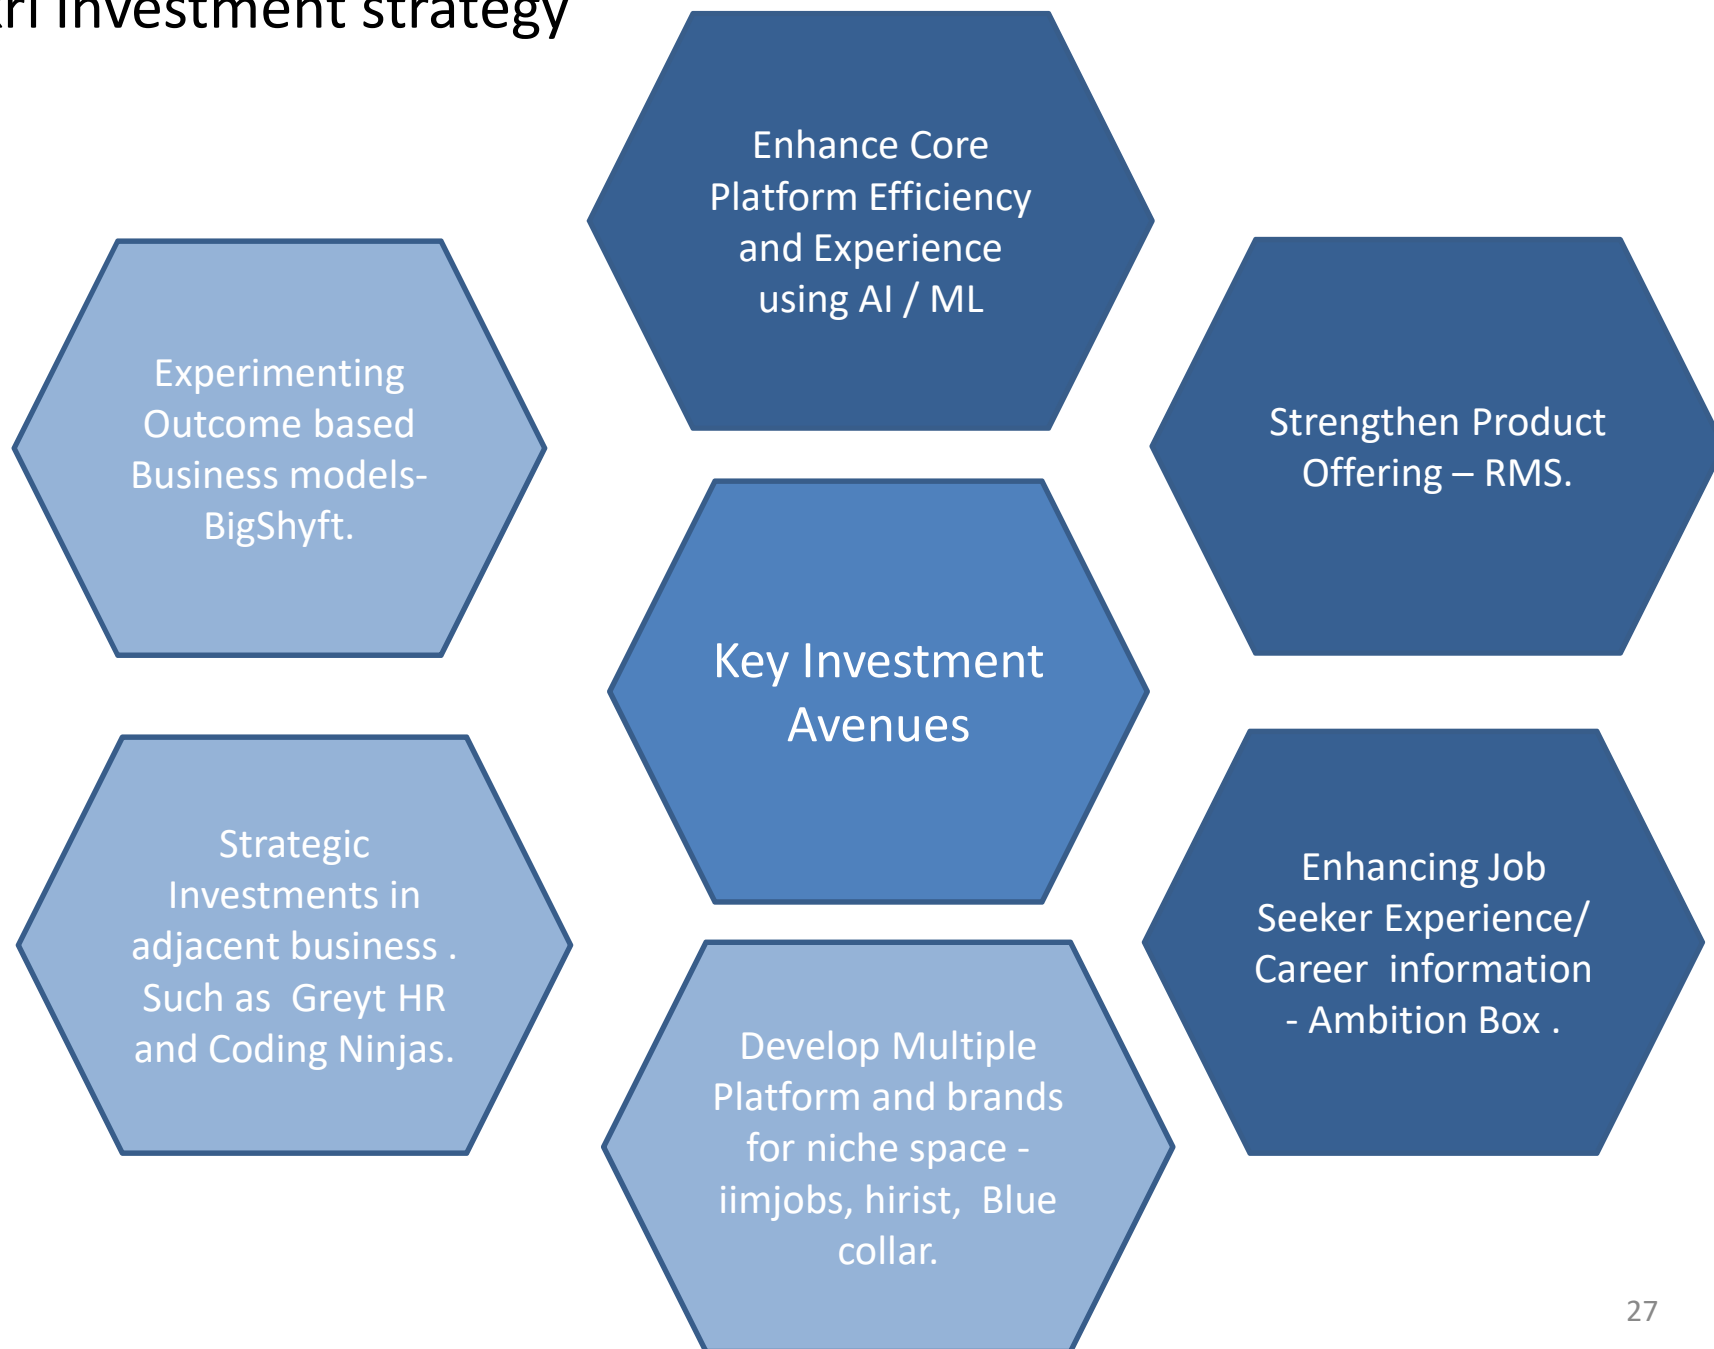 Investment strategy
Enhance Core
Platform Efficiency
and Experience
using AI / ML
Experimenting
Outcome based
Business models-
BigShyft.
Strengthen Product
Offering – RMS.
Key Investment
Avenues
Strategic
Investments in
adjacent business .
Such as Greyt HR
and Coding Ninjas.
Enhancing Job
Seeker Experience/
Career information
- Ambition Box .
Develop Multiple
Platform and brands
for niche space -
iimjobs, hirist, Blue
collar.
27